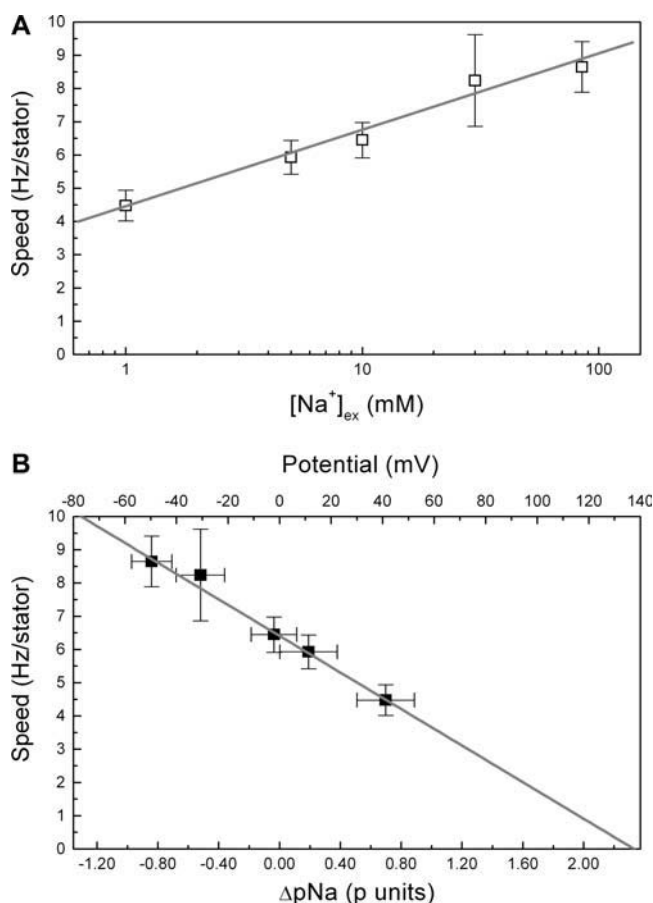 A
10
9
8
7
6
5
4
3
2
1
0
Speed (Hz/stator)
1 10 100
[Na+]ex (mM)
B
Potential (mV)
-80 -60 -40 -20 0 20 40 60 80 100 120 140
10
9
8
7
6
5
4
3
2
1
0
Speed (Hz/stator)
-1.20 -0.80 -0.40 0.00 0.40 0.80 1.20 1.60 2.00
ΔpNa (p units)